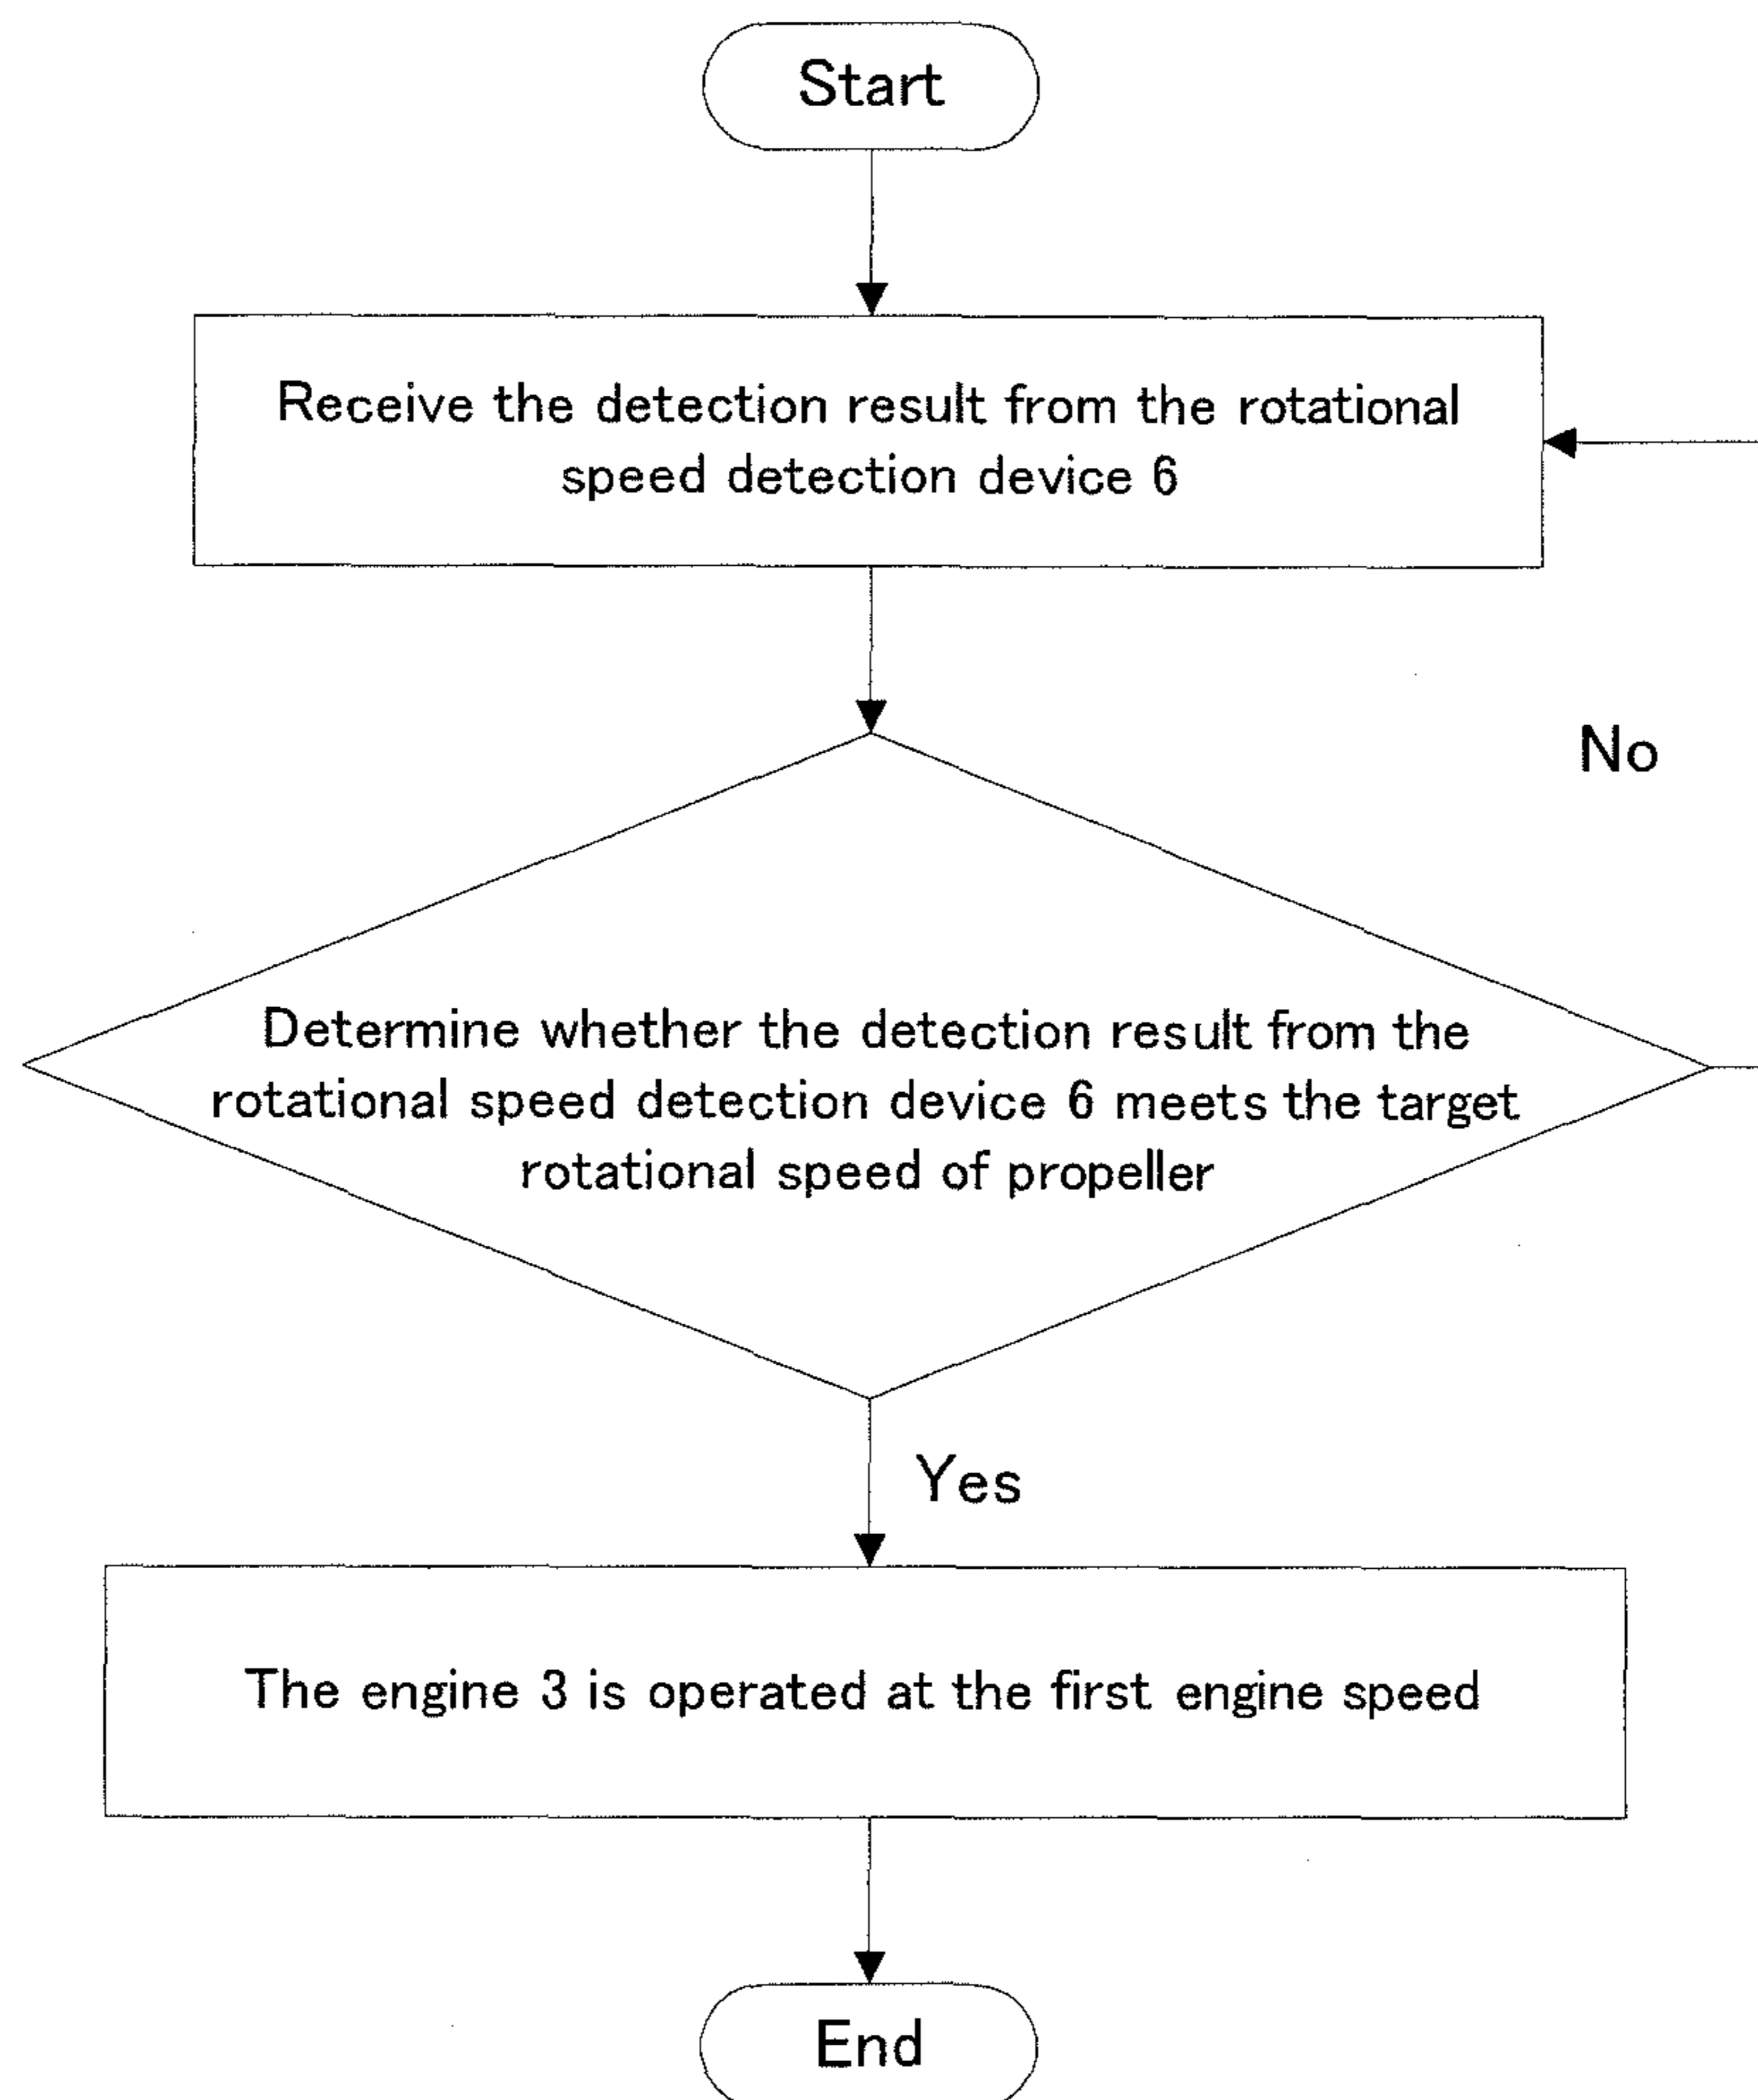 Start
Receive the detection result from the rotational
speed detection device 6
No
Determine whether the detection result from the
rotational speed detection device 6 meets the target
rotational speed of propeller
Yes
The engine 3 is operated at the first engine speed
End